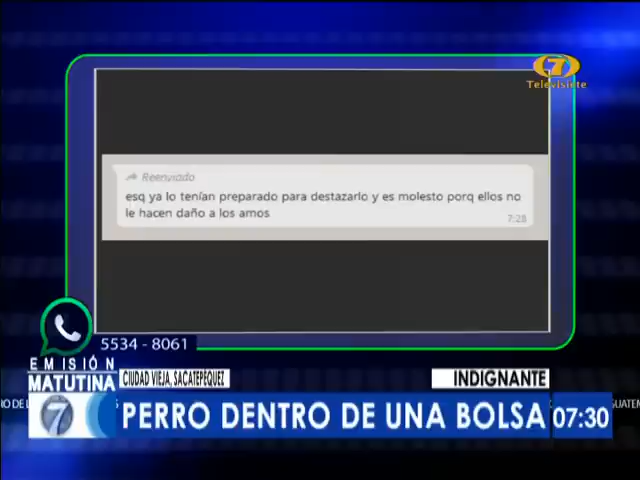 7
Televisiete
Reenviado
esq ya lo tenían preparado para destazarlo y es molesto porq ellos no
le hacen daño a los amos
7:28
5534 - 8061
EMISIÓN
MATUTINA
CIUDAD VIEJA, SACATEPÉQUEZ
INDIGNANTE
7
PERRO DENTRO DE UNA BOLSA
07:30